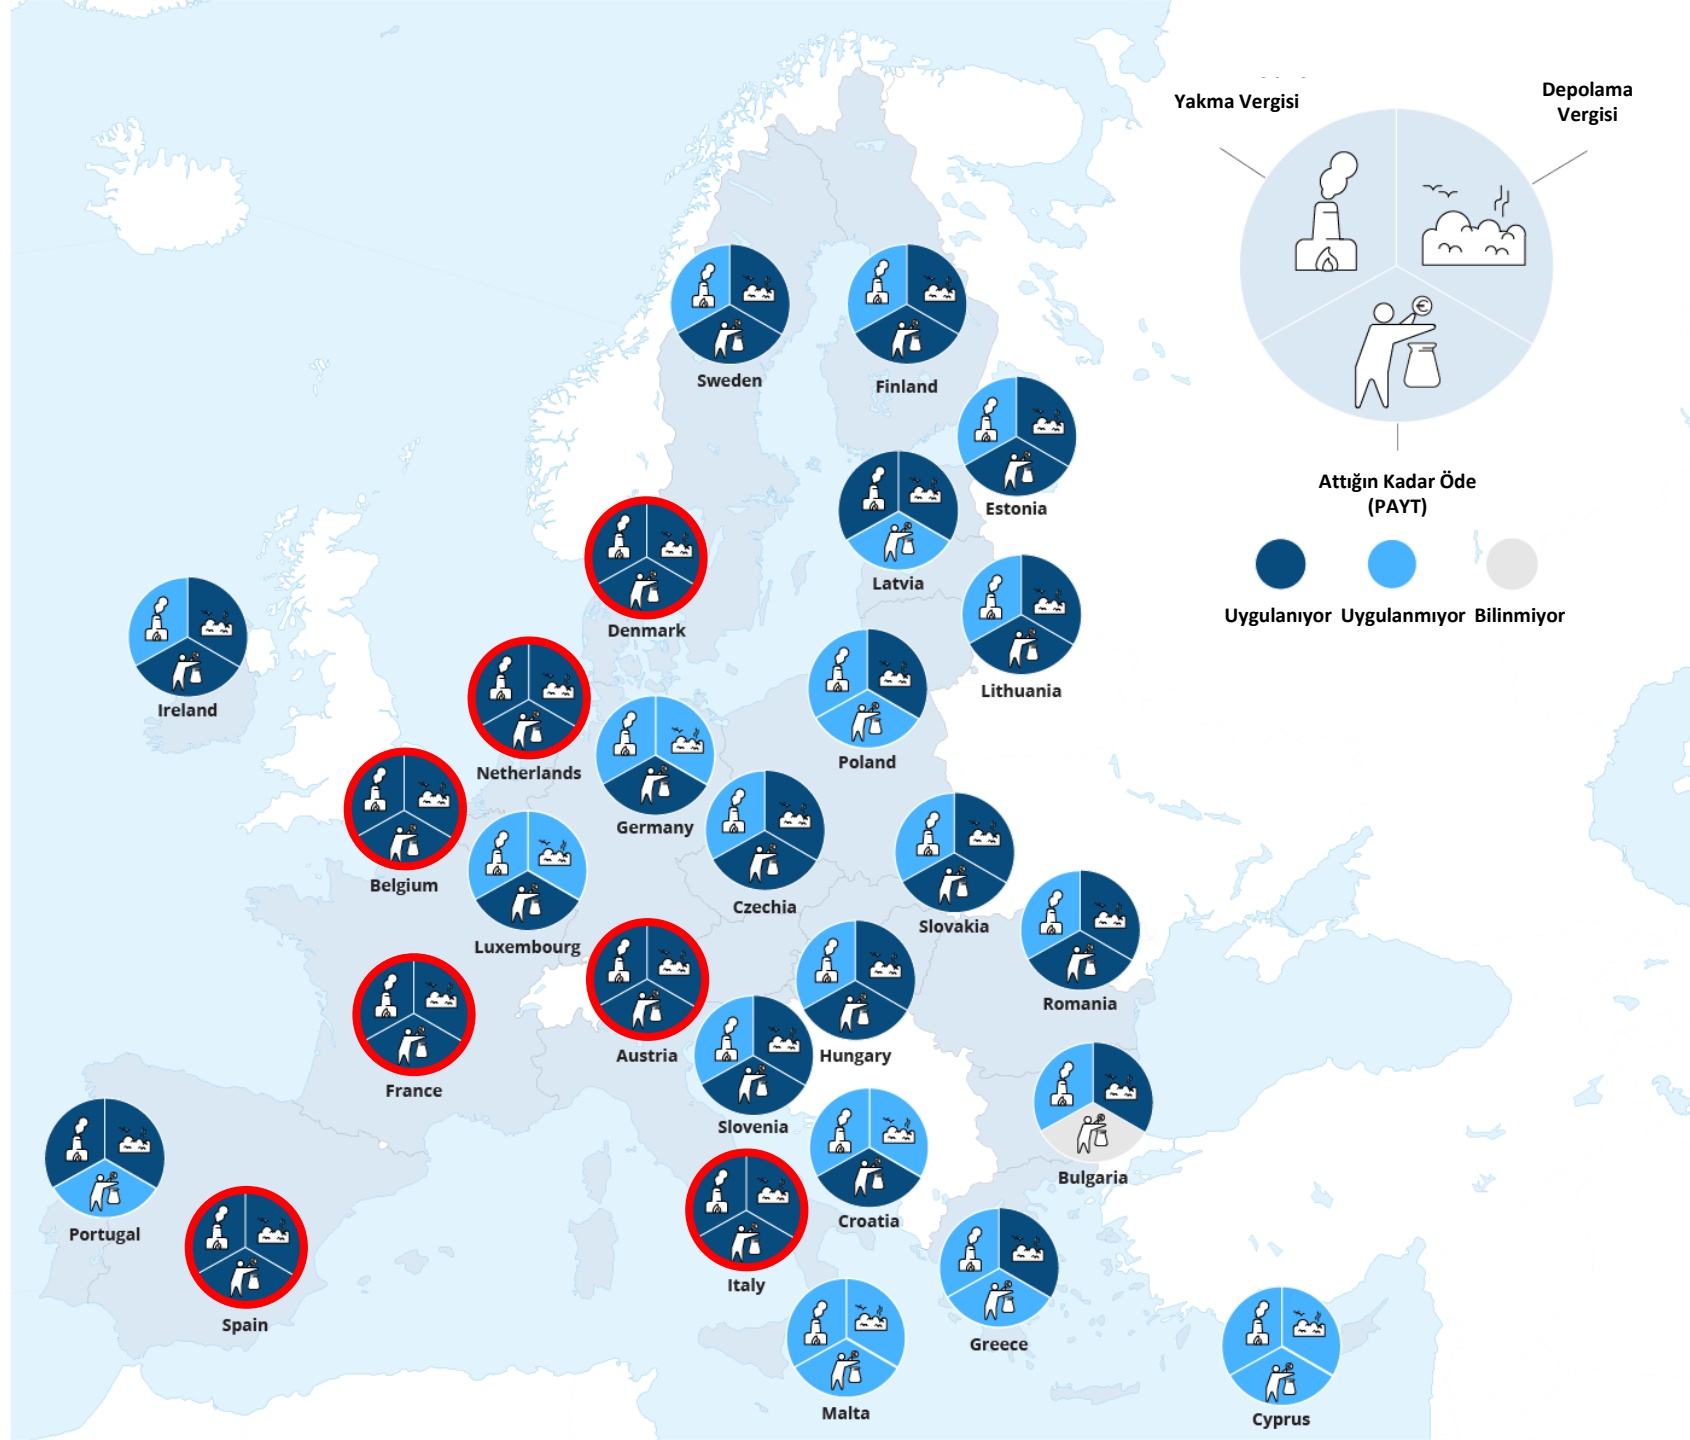 Yakma Vergisi
Depolama
Vergisi
Attığın Kadar Öde
(PAYT)
Uygulanıyor Uygulanmıyor Bilinmiyor
Sweden
Finland
Estonia
Latvia
Denmark
Lithuania
Ireland
Netherlands
Poland
Germany
Belgium
Czechia
Slovakia
Luxembourg
Romania
Austria
Hungary
France
Slovenia
Bulgaria
Croatia
Portugal
Italy
Spain
Greece
Malta
Cyprus